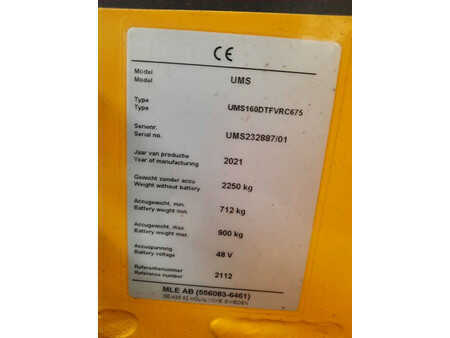 CE
Model UMS
Model
Type UMS160DTFVRC675
Type
Serienr. UMS232887/01
Serial no.
Jaar van productie 2021
Year of manufacturing
Gewicht zonder accu 2250 kg
Weight without battery
Accugewicht, min. 712 kg
Battery weight min.
Accugewicht, max. 900 kg
Battery weight max
Accuspanning 48 V
Battery voltage
Referentienummer 2112
Reference number
MLE AB (556083-6461)
SWEDEN